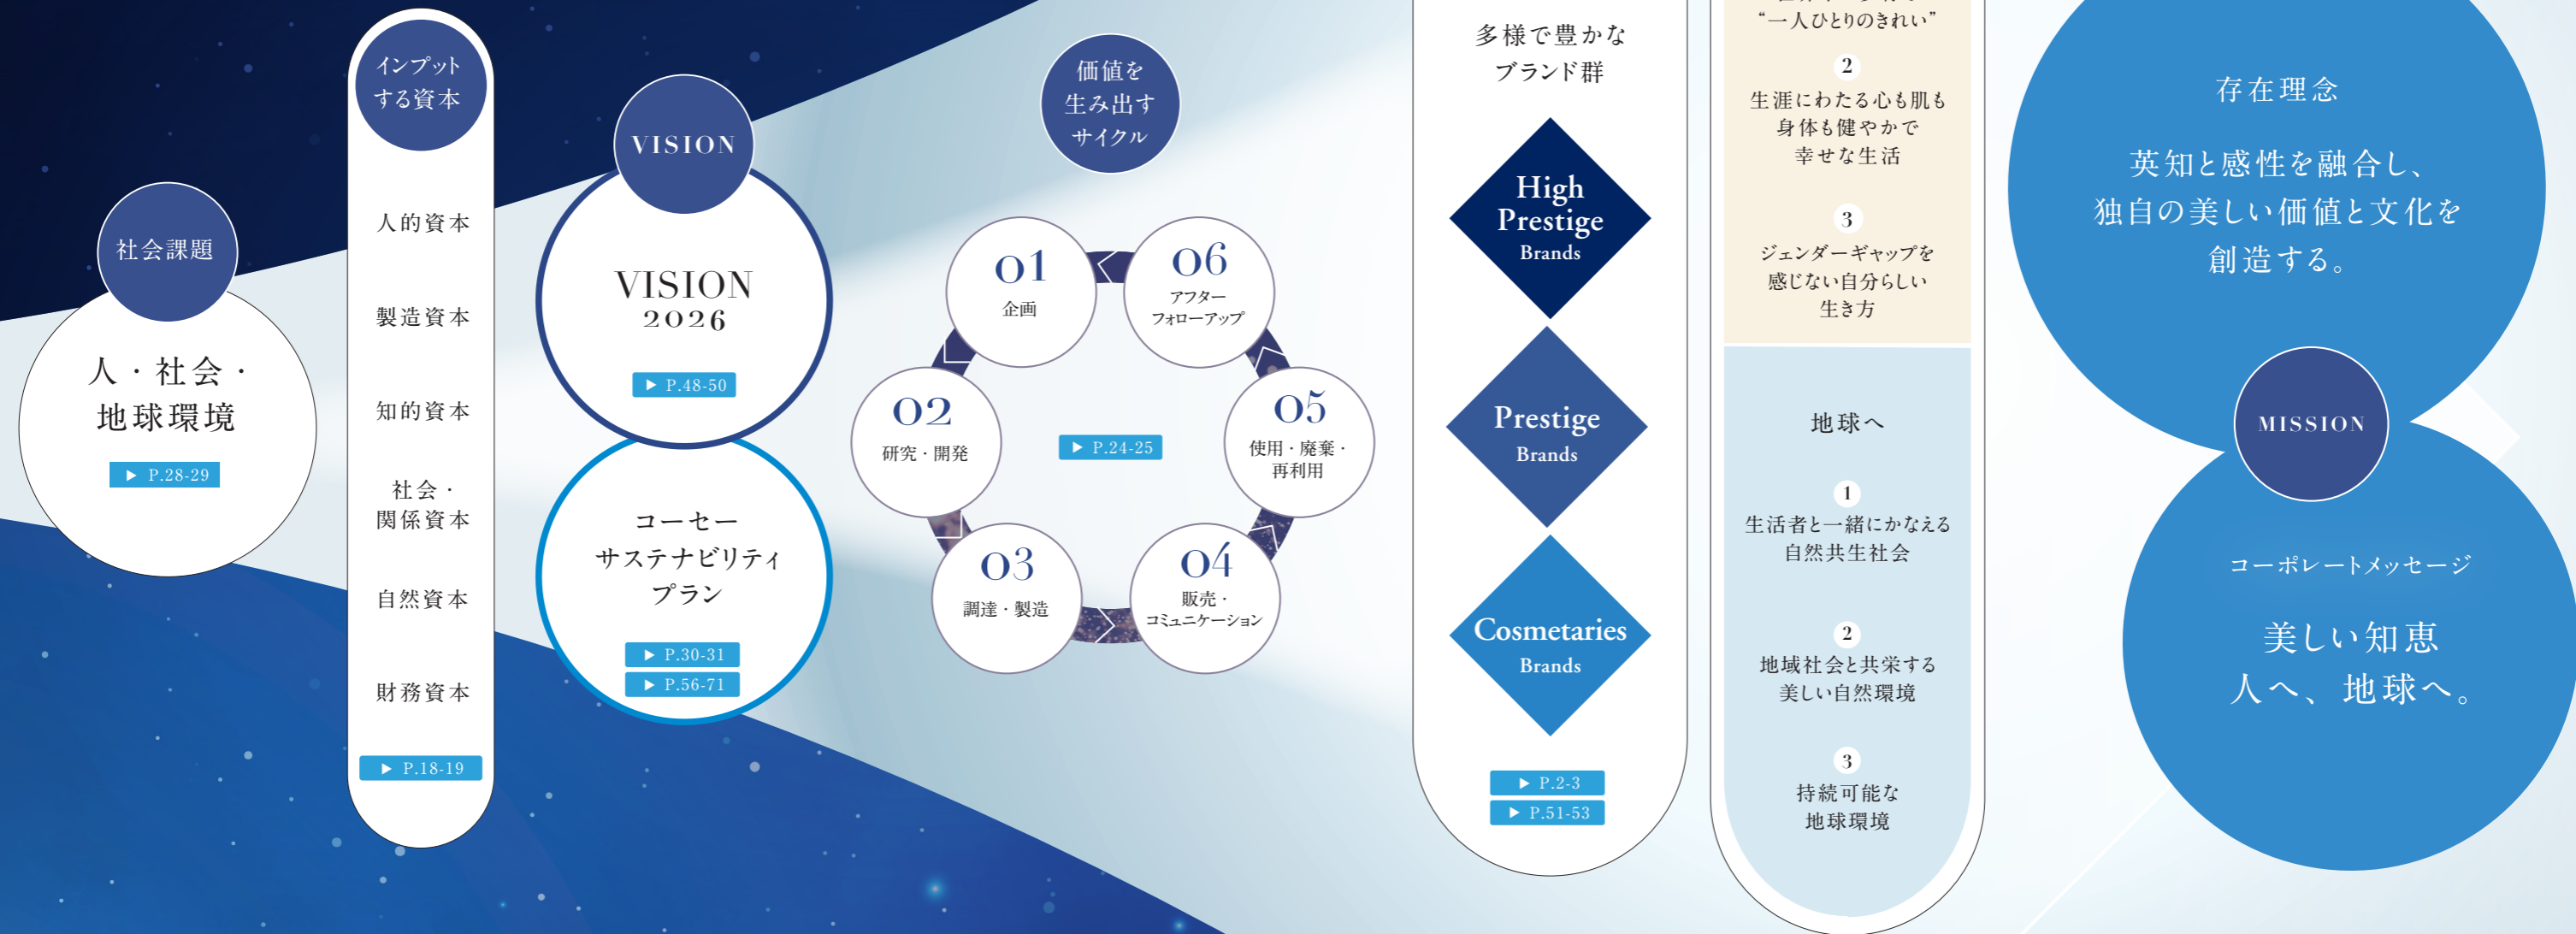 社会課題
人・社会・
地球環境
▶ P.28-29
インプット
する資本
人的資本
製造資本
知的資本
社会・
関係資本
自然資本
財務資本
▶ P.18-19
VISION
VISION
2026
▶ P.48-50
コーセー
サステナビリティ
プラン
▶ P.30-31
▶ P.56-71
価値を
生み出す
サイクル
01
企画
02
研究・開発
03
調達・製造
04
販売・
コミュニケーション
05
使用・廃棄・
再利用
06
アフター
フォローアップ
▶ P.24-25
多様で豊かな
ブランド群
High
Prestige
Brands
Prestige
Brands
Cosmetaries
Brands
▶ P.2-3
▶ P.51-53
“一人ひとりのきれい”
2
生涯にわたる心も肌も
身体も健やかで
幸せな生活
3
ジェンダーギャップを
感じない自分らしい
生き方
地球へ
1
生活者と一緒にかなえる
自然共生社会
2
地域社会と共栄する
美しい自然環境
3
持続可能な
地球環境
存在理念
英知と感性を融合し、
独自の美しい価値と文化を
創造する。
MISSION
コーポレートメッセージ
美しい知恵
人へ、地球へ。